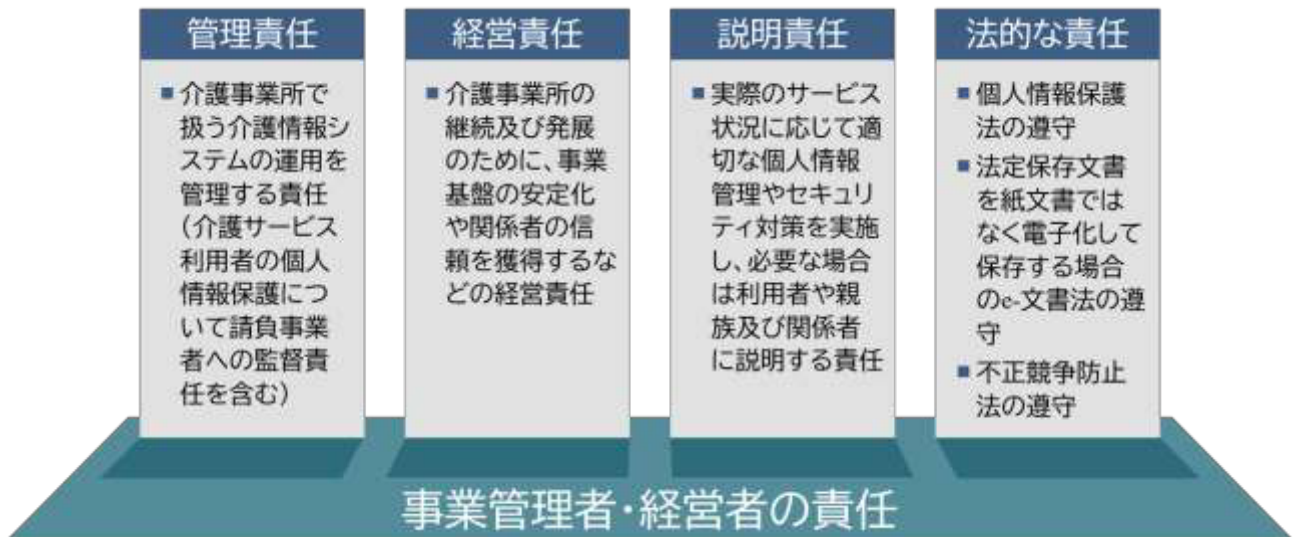 管理責任
■介護事業所で
扱う介護情報シ
ステムの運用を
管理する責任
（介護サービス
利用者の個人
情報保護につ
いて請負事業
者への監督責
任を含む）
経営責任
■介護事業所の
継続及び発展
のために、事業
基盤の安定化
や関係者の信
頼を獲得するな
どの経営責任
説明責任
■実際のサービス
状況に応じて適
切な個人情報
管理やセキュリ
ティ対策を実施
し、必要な場合
は利用者や親
族及び関係者
に説明する責任
法的な責任
■個人情報保護
法の遵守
■法定保存文書
を紙文書では
なく電子化して
保存する場合
のe-文書法の遵
守
■不正競争防止
法の遵守
事業管理者・経営者の責任